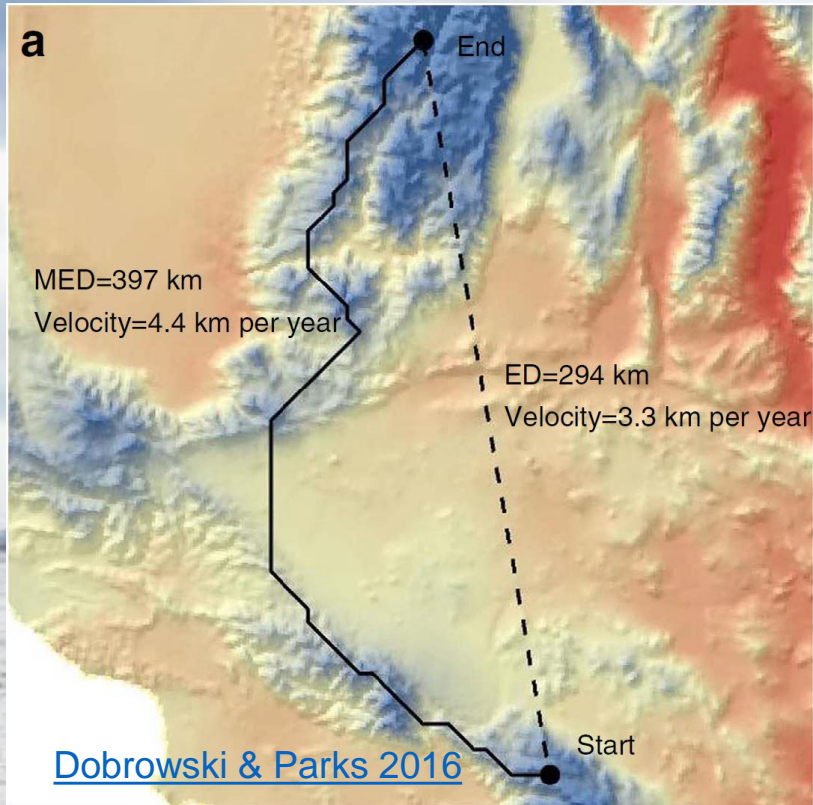 a
End
MED=397 km
Velocity=4.4 km per year
ED=294 km
Velocity=3.3 km per year
Start
Dobrowski & Parks 2016